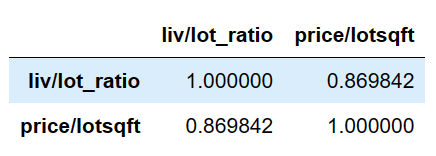 liv/lot_ratio price/lotsqft
liv/lot_ratio 1.000000 0.869842
price/lotsqft 0.869842 1.000000